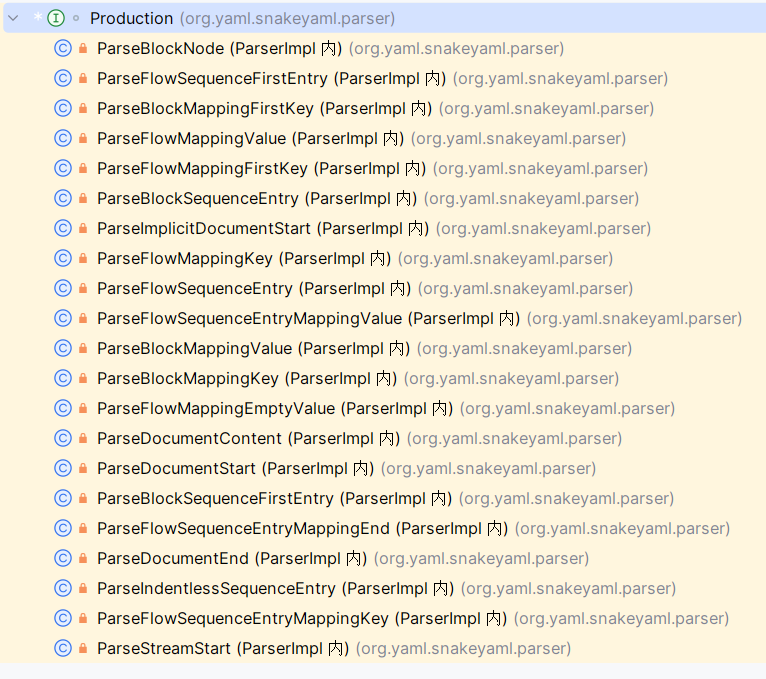 Production (org.yaml.snakeyaml.parser)
ParseBlockNode (ParserImpl 内) (org.yaml.snakeyaml.parser)
ParseFlowSequenceFirstEntry (ParserImpl 内) (org.yaml.snakeyaml.parser)
ParseBlockMappingFirstKey (ParserImpl 内) (org.yaml.snakeyaml.parser)
ParseFlowMappingValue (ParserImpl 内) (org.yaml.snakeyaml.parser)
ParseFlowMappingFirstKey (ParserImpl 内) (org.yaml.snakeyaml.parser)
ParseBlockSequenceEntry (ParserImpl 内) (org.yaml.snakeyaml.parser)
ParseImplicitDocumentStart (ParserImpl 内) (org.yaml.snakeyaml.parser)
ParseFlowMappingKey (ParserImpl 内) (org.yaml.snakeyaml.parser)
ParseFlowSequenceEntry (ParserImpl 内) (org.yaml.snakeyaml.parser)
ParseFlowSequenceEntryMappingValue (ParserImpl 内) (org.yaml.snakeyaml.parser)
ParseBlockMappingValue (ParserImpl 内) (org.yaml.snakeyaml.parser)
ParseBlockMappingKey (ParserImpl 内) (org.yaml.snakeyaml.parser)
ParseFlowMappingEmptyValue (ParserImpl 内) (org.yaml.snakeyaml.parser)
ParseDocumentContent (ParserImpl 内) (org.yaml.snakeyaml.parser)
ParseDocumentStart (ParserImpl 内) (org.yaml.snakeyaml.parser)
ParseBlockSequenceFirstEntry (ParserImpl 内) (org.yaml.snakeyaml.parser)
ParseFlowSequenceEntryMappingEnd (ParserImpl 内) (org.yaml.snakeyaml.parser)
ParseDocumentEnd (ParserImpl 内) (org.yaml.snakeyaml.parser)
ParseIndentlessSequenceEntry (ParserImpl 内) (org.yaml.snakeyaml.parser)
ParseFlowSequenceEntryMappingKey (ParserImpl 内) (org.yaml.snakeyaml.parser)
ParseStreamStart (ParserImpl 内) (org.yaml.snakeyaml.parser)